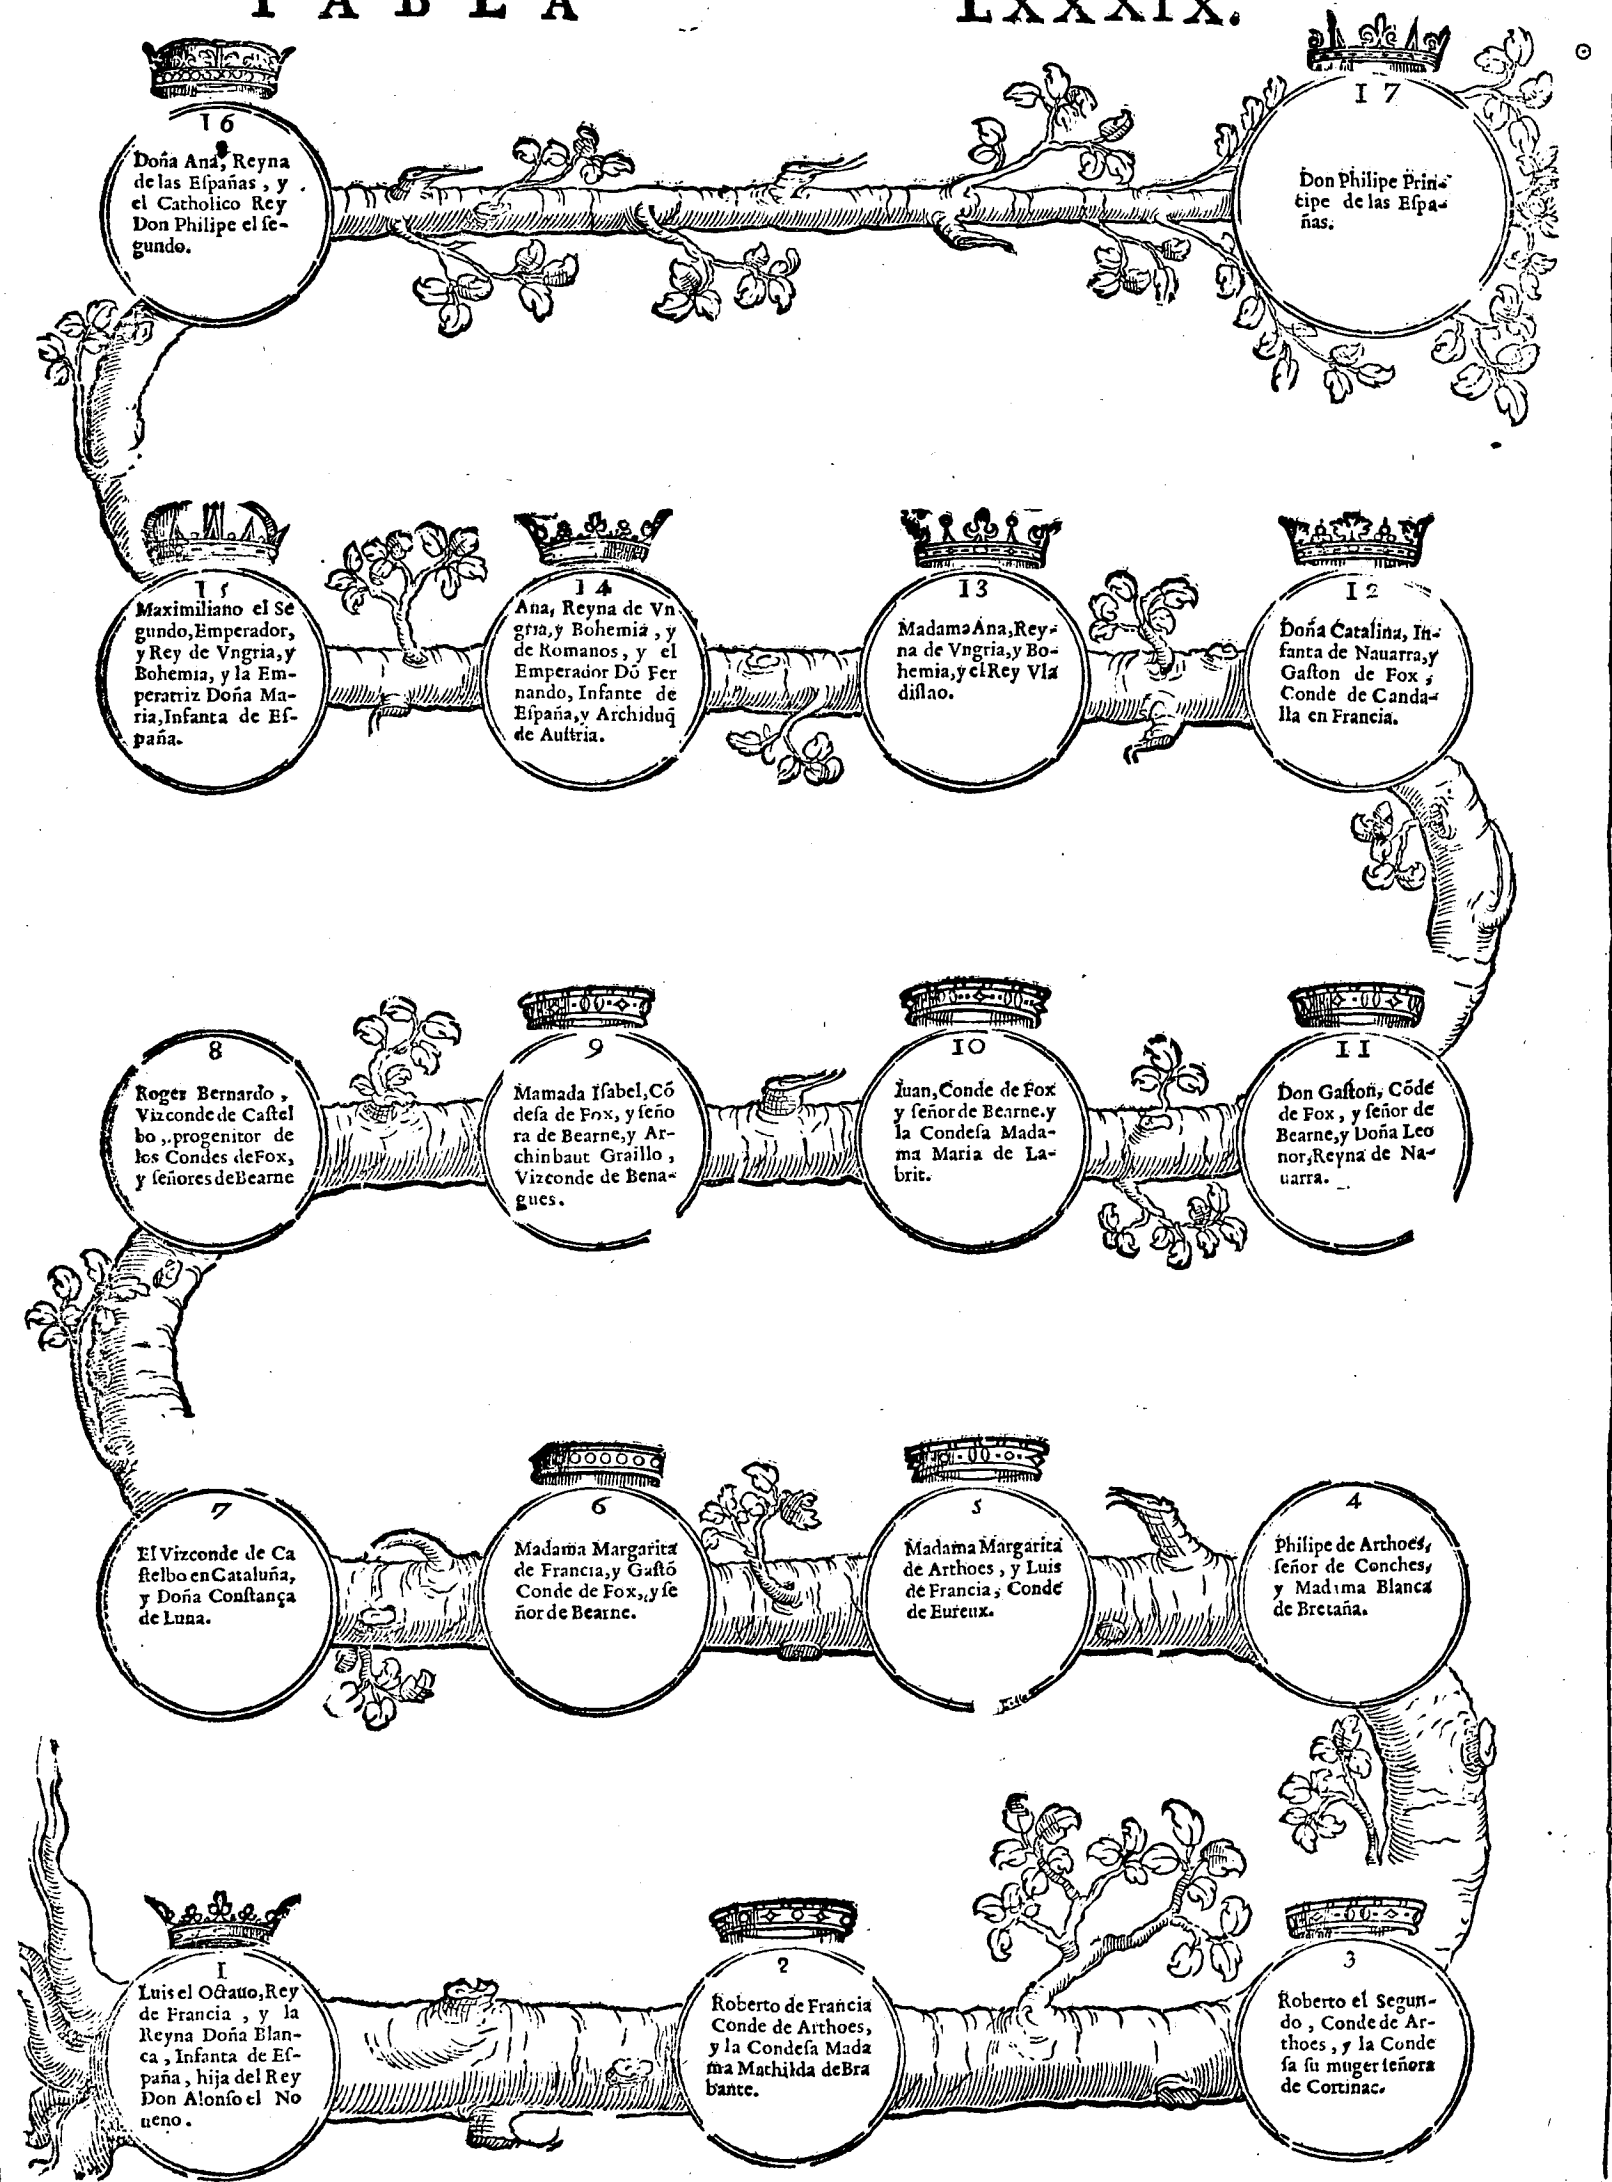 TABLA LXXXIX.
16
Doña Ana, Reyna
de las Eſpañas, y
el Catholico Rey
Don Philipe el ſe-
gundo.
17
Don Philipe Prin-
cipe de las Eſpa-
ñas.
15
Maximiliano el Se
gundo, Emperador,
y Rey de Vngria, y
Bohemia, y la Em-
peratriz Doña Ma-
ria, Infanta de Eſ-
paña.
14
Ana, Reyna de Vn
gria, y Bohemia, y
de Romanos, y el
Emperador Dō Fer
nando, Infante de
Eſpaña, y Archiduq̃
de Auſtria.
13
Madama Ana, Rey-
na de Vngria, y Bo-
hemia, y el Rey Vla
diſlao.
12
Doña Catalina, In-
fanta de Nauarra, y
Gaſton de Fox,
Conde de Canda-
lla en Francia.
8
Roger Bernardo,
Vizconde de Caſtel
bo, progenitor de
los Condes de Fox,
y ſeñores de Bearne
9
Mamada Iſabel, Cō
deſa de Fox, y ſeño
ra de Bearne, y Ar-
chinbaut Graillo,
Vizconde de Bena-
gues.
10
Iuan, Conde de Fox
y ſeñor de Bearne, y
la Condeſa Mada-
ma Maria de La-
brit.
11
Don Gaſton, Cōde
de Fox, y ſeñor de
Bearne, y Doña Leo
nor, Reyna de Na-
uarra.
7
El Vizconde de Ca
ſtelbo en Cataluña,
y Doña Conſtança
de Luna.
6
Madama Margarita
de Francia, y Gaſtō
Conde de Fox, y ſe
ñor de Bearne.
5
Madama Margarita
de Arthoes, y Luis
de Francia, Conde
de Eureux.
4
Philipe de Arthoes,
ſeñor de Conches,
y Madama Blanca
de Bretaña.
1
Luis el Octauo, Rey
de Francia, y la
Reyna Doña Blan-
ca, Infanta de Eſ-
paña, hija del Rey
Don Alonſo el No
ueno.
2
Roberto de Francia
Conde de Arthoes,
y la Condeſa Mada
ma Mathilda de Bra
bante.
3
Roberto el Segun-
do, Conde de Ar-
thoes, y la Conde
ſa ſu muger ſeñora
de Cortinac.